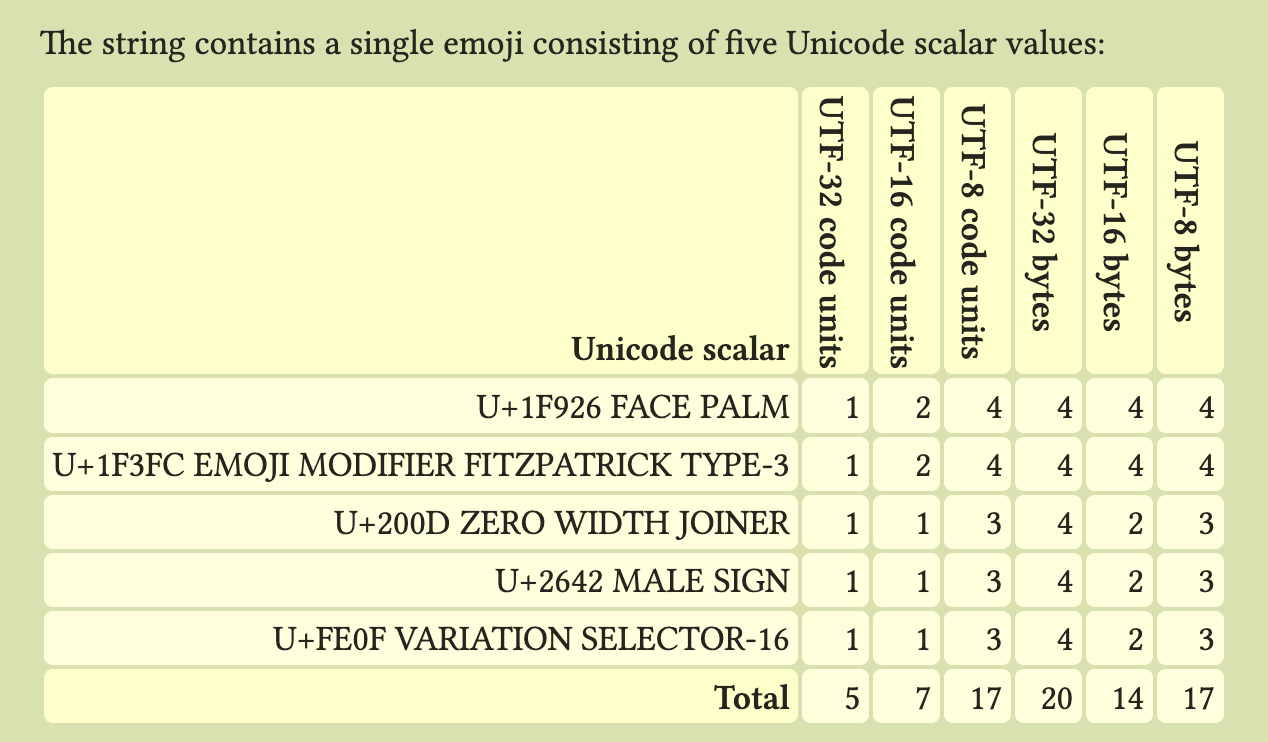 The string contains a single emoji consisting of five Unicode scalar values:
Unicode scalar UTF-32 code units UTF-16 code units UTF-8 code units UTF-32 bytes UTF-16 bytes UTF-8 bytes
U+1F926 FACE PALM 1 2 4 4 4 4
U+1F3FC EMOJI MODIFIER FITZPATRICK TYPE-3 1 2 4 4 4 4
U+200D ZERO WIDTH JOINER 1 1 3 4 2 3
U+2642 MALE SIGN 1 1 3 4 2 3
U+FE0F VARIATION SELECTOR-16 1 1 3 4 2 3
Total 5 7 17 20 14 17